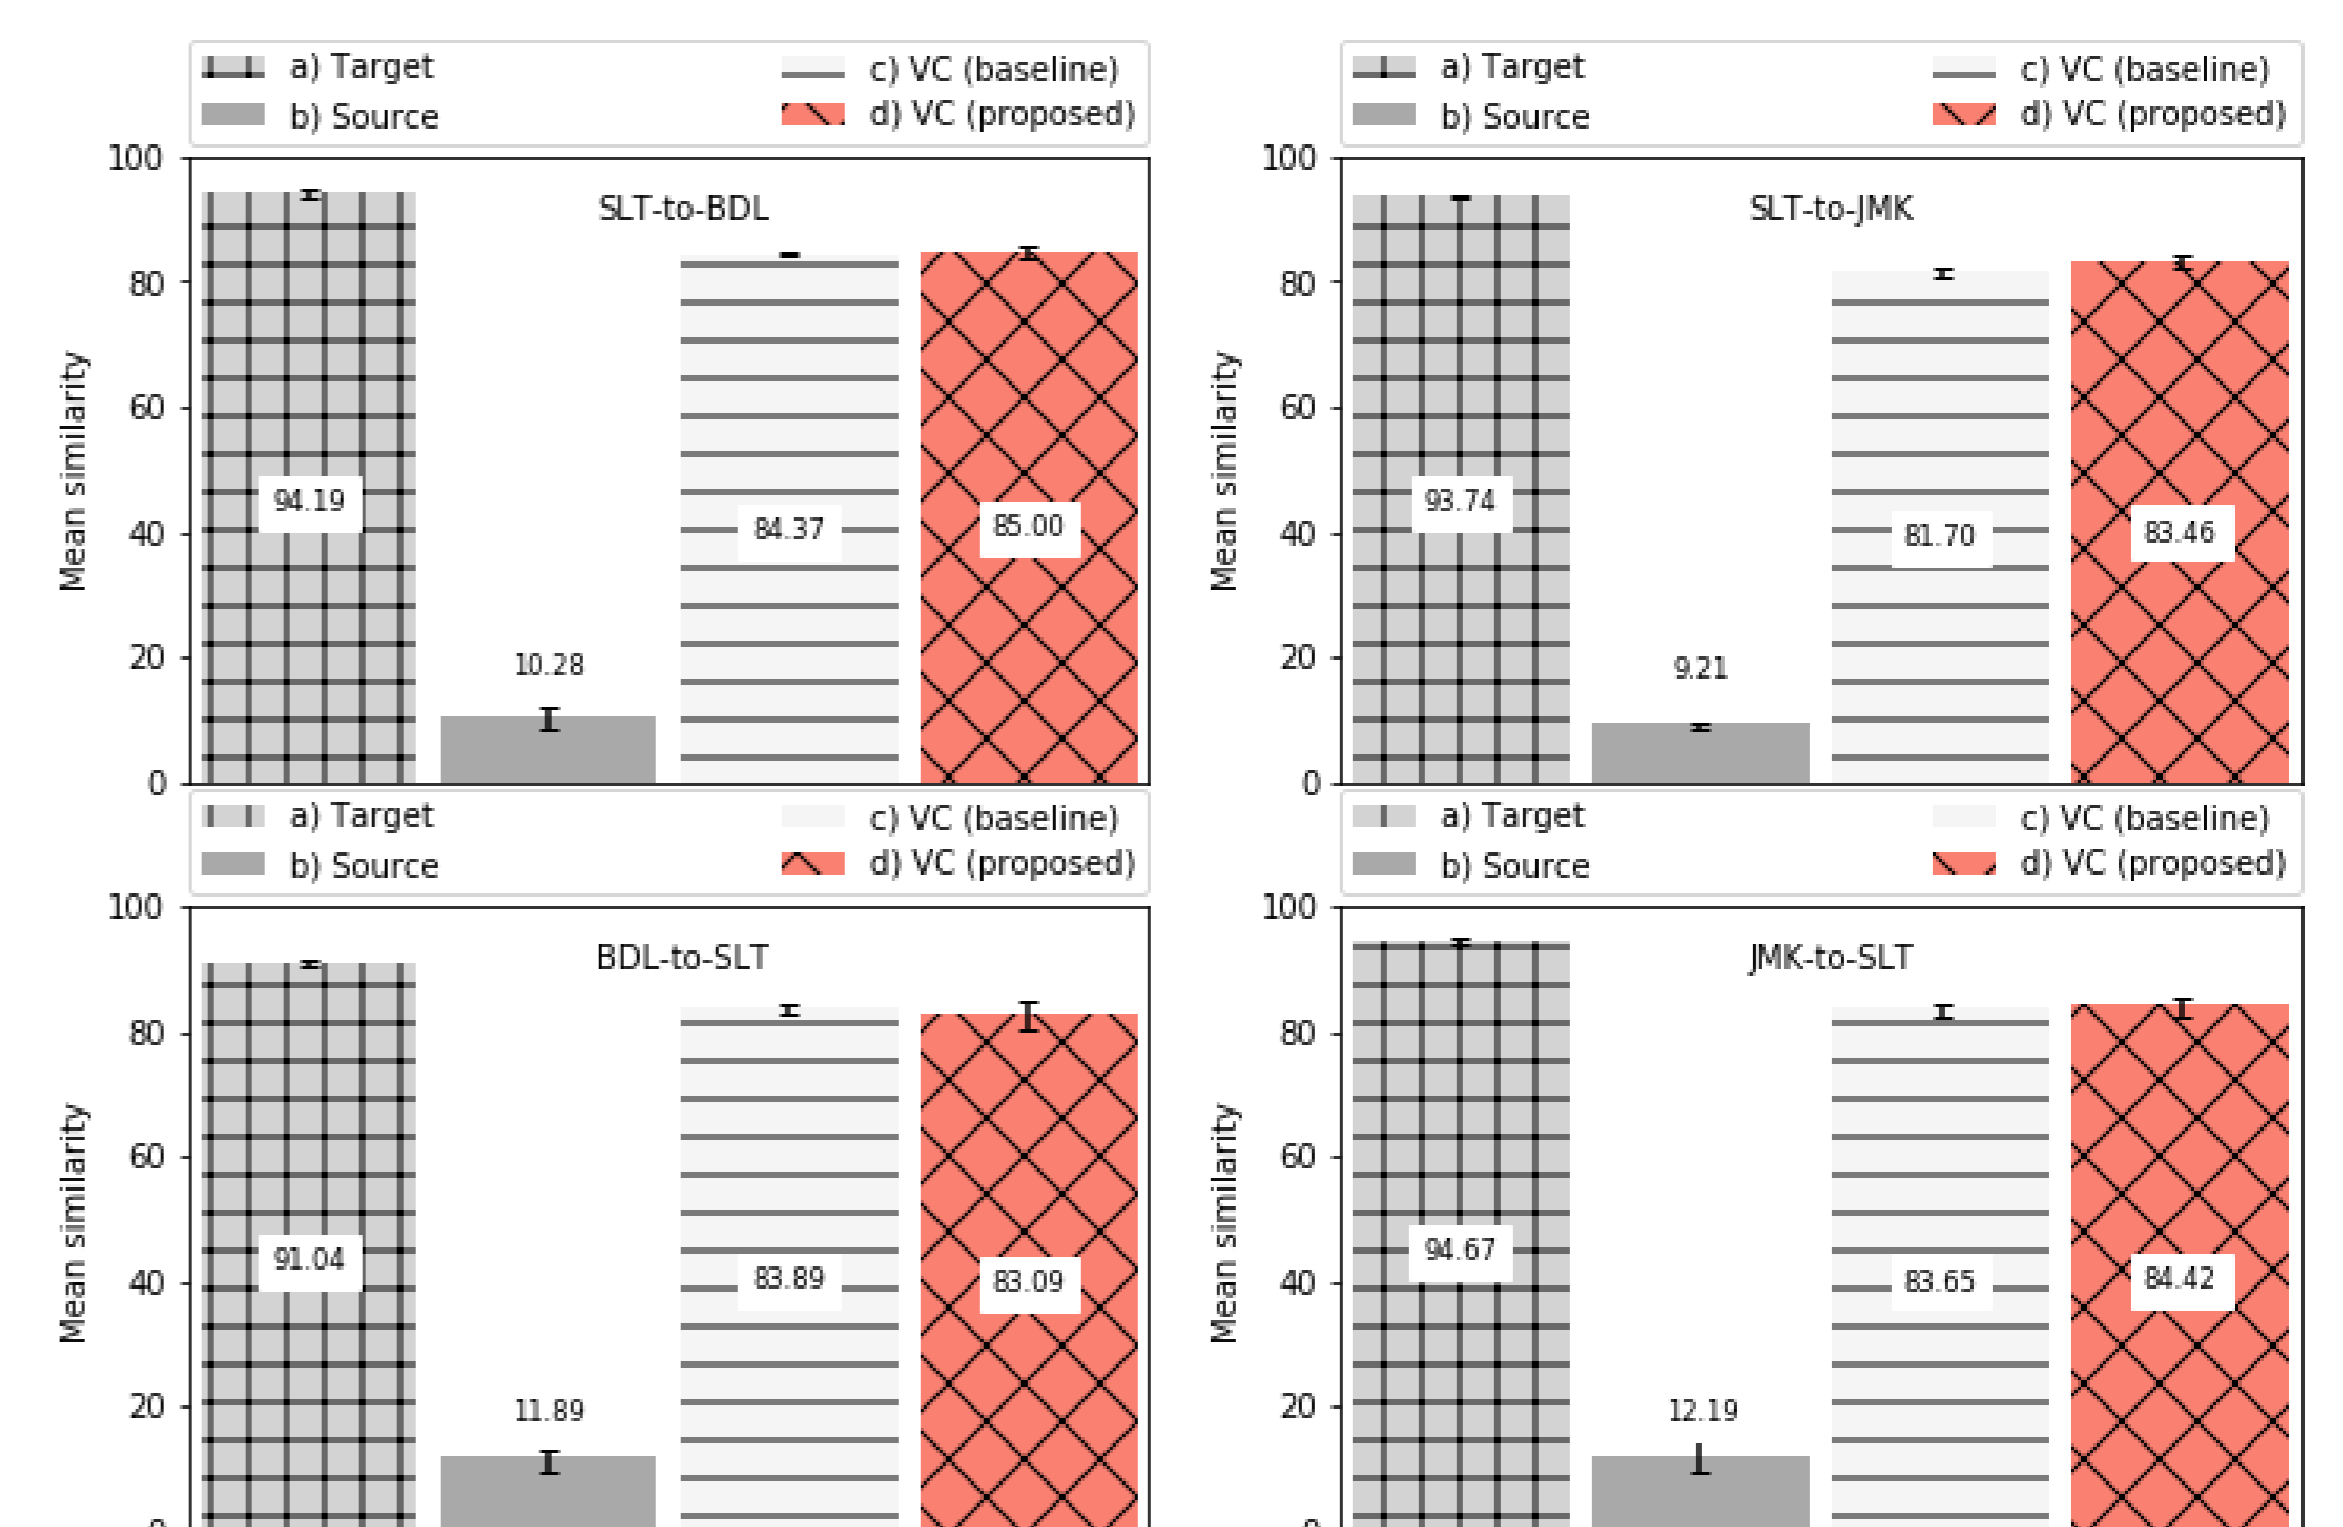 a) Target
b) Source
c) VC (baseline)
d) VC (proposed)
SLT-to-BDL
Mean similarity
100
80
60
40
20
0
94.19
10.28
84.37
85.00
a) Target
b) Source
c) VC (baseline)
d) VC (proposed)
SLT-to-JMK
Mean similarity
100
80
60
40
20
0
93.74
9.21
81.70
83.46
a) Target
b) Source
c) VC (baseline)
d) VC (proposed)
BDL-to-SLT
Mean similarity
100
80
60
40
20
91.04
11.89
83.89
83.09
a) Target
b) Source
c) VC (baseline)
d) VC (proposed)
JMK-to-SLT
Mean similarity
100
80
60
40
20
94.67
12.19
83.65
84.42